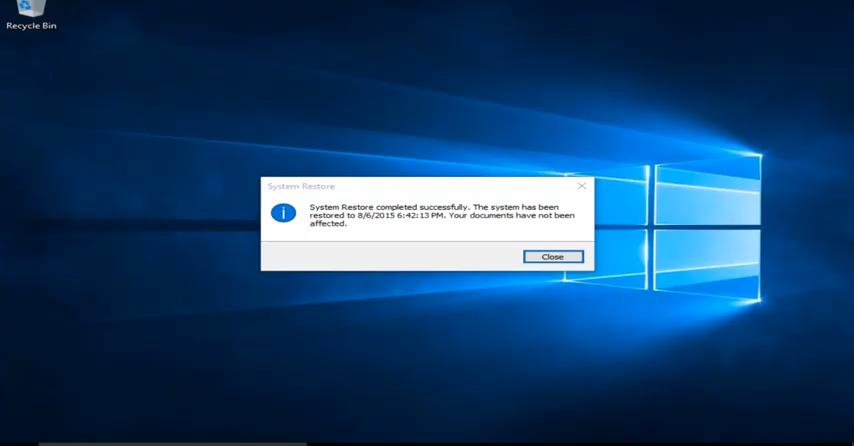 Recycle Bin
System Restore
System Restore completed successfully. The system has been
restored to 8/6/2015 6:42:13 PM. Your documents have not been
affected.
Close